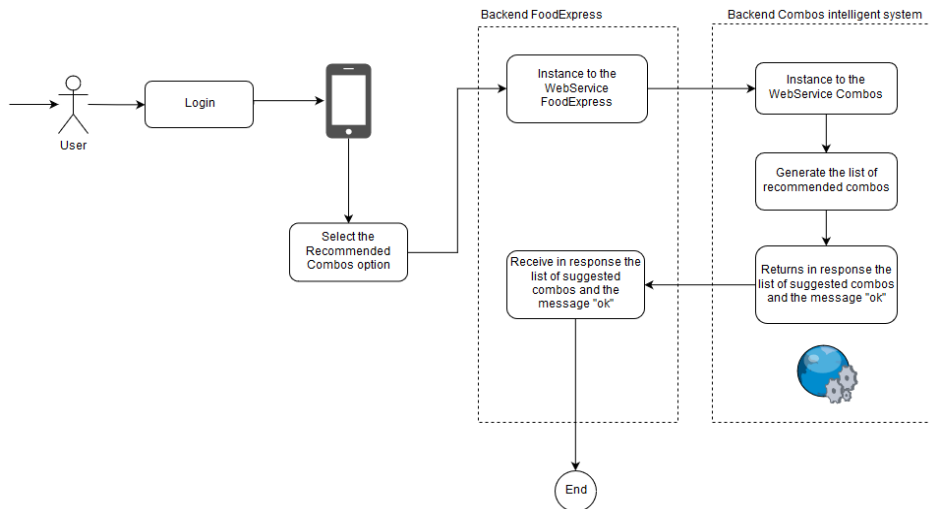 Backend FoodExpress
Backend Combos intelligent system
User
Login
Instance to the
WebService
FoodExpress
Instance to the
WebService Combos
Generate the list of
recommended combos
Select the
Recommended
Combos option
Receive in response the
list of suggested
combos and the
message "ok"
Returns in response the
list of suggested combos
and the message "ok"
End